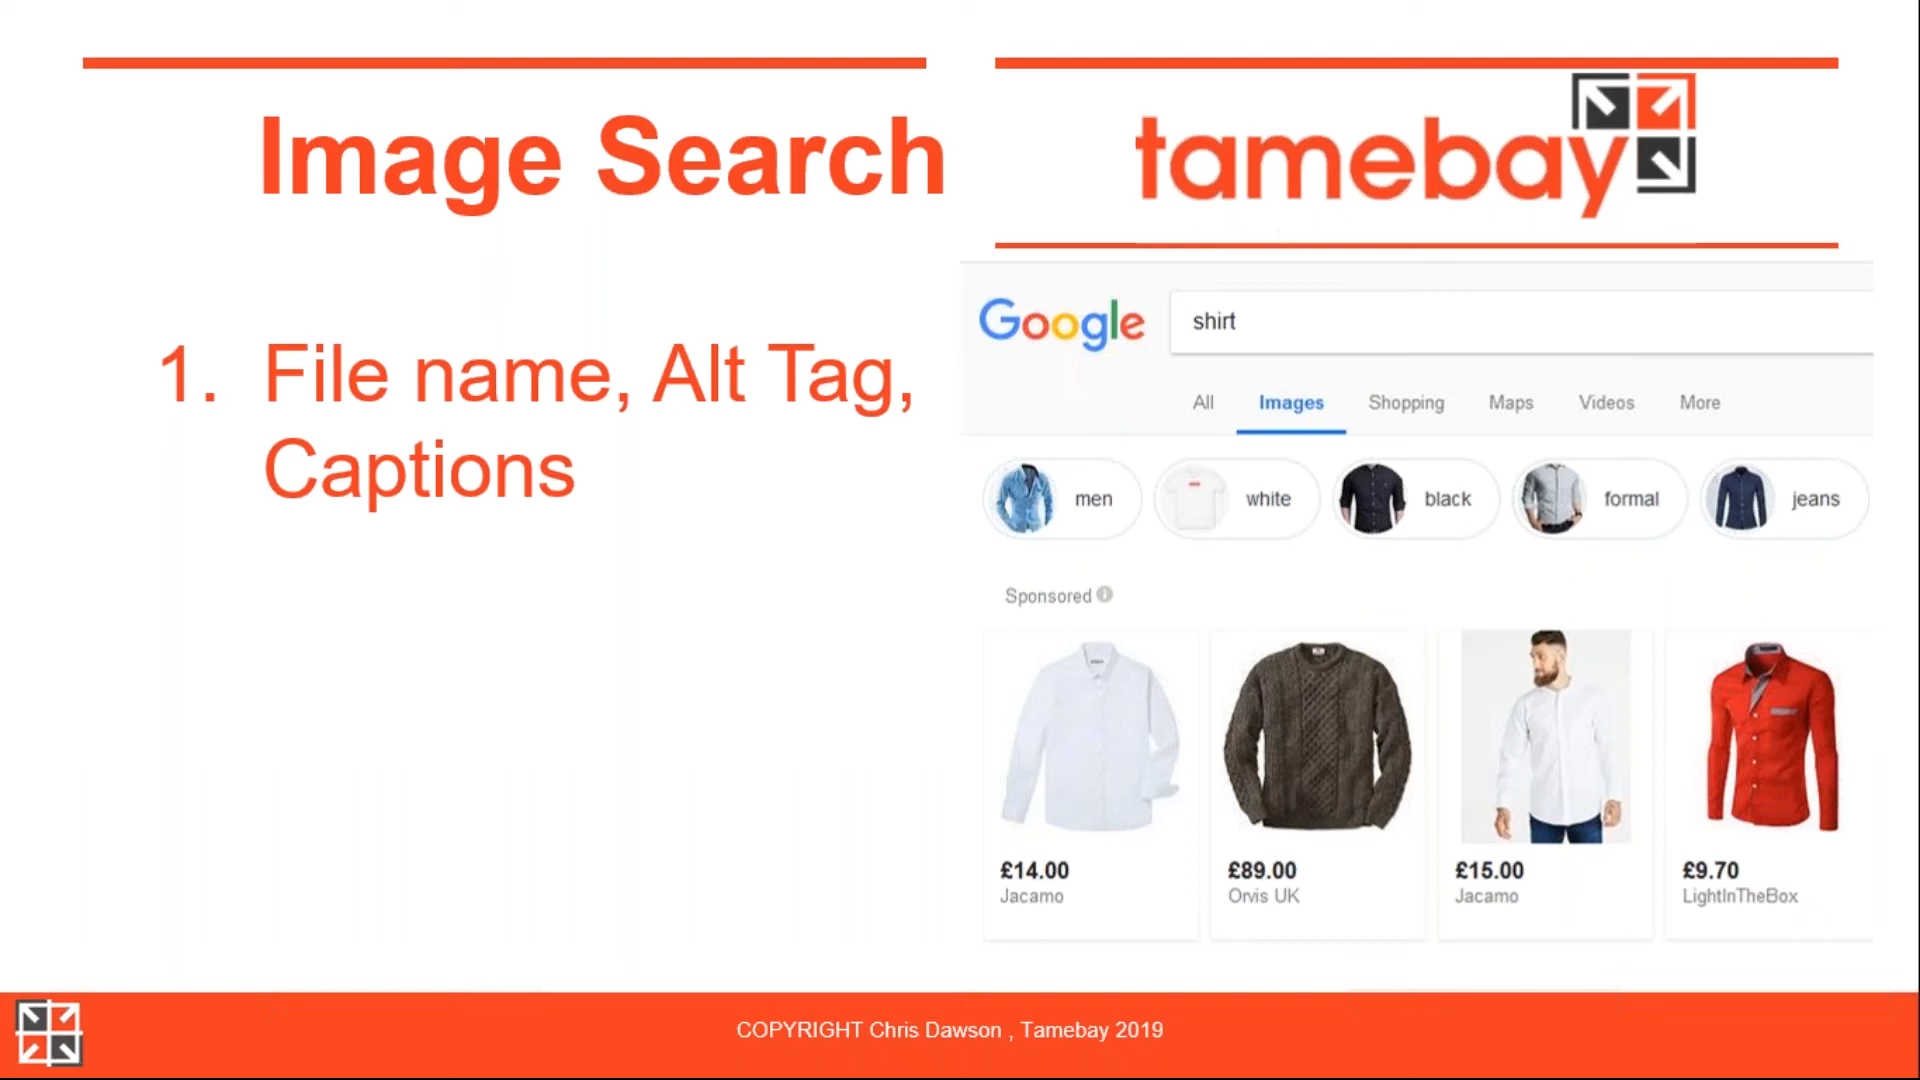 Image Search
tamebay
1. File name, Alt Tag,
Captions
Google
shirt
All Images Shopping Maps Videos More
men white black formal jeans
Sponsored
£14.00 £89.00 £15.00 £9.70
Jacamo Orvis UK Jacamo LightInTheBox
COPYRIGHT Chris Dawson , Tamebay 2019